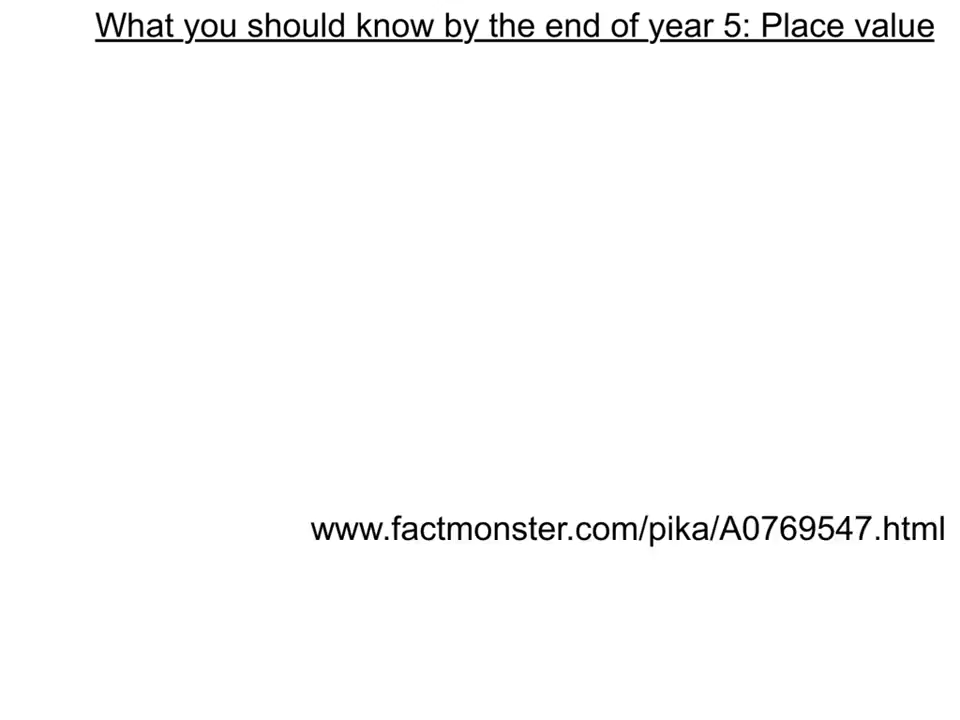 What you should know by the end of year 5: Place value
www.factmonster.com/pika/A0769547.html